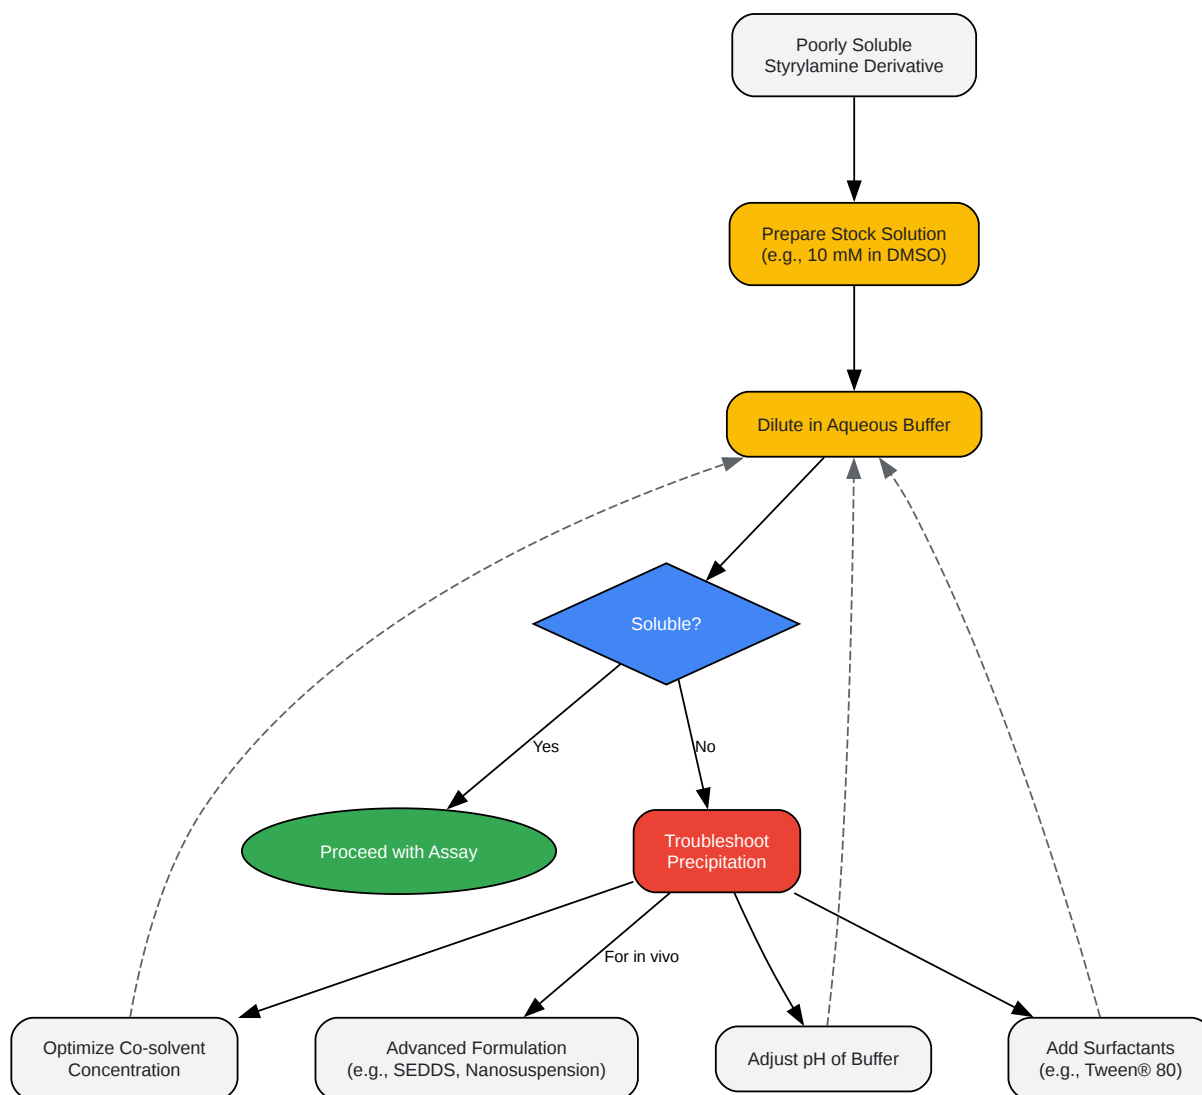 Poorly Soluble
Styrylamine Derivative
Prepare Stock Solution
(e.g., 10 mM in DMSO)
Dilute in Aqueous Buffer
Soluble?
Yes
No
Proceed with Assay
Troubleshoot
Precipitation
For in vivo
Optimize Co-solvent
Concentration
Advanced Formulation
(e.g., SEDDS, Nanosuspension)
Adjust pH of Buffer
Add Surfactants
(e.g., Tween® 80)